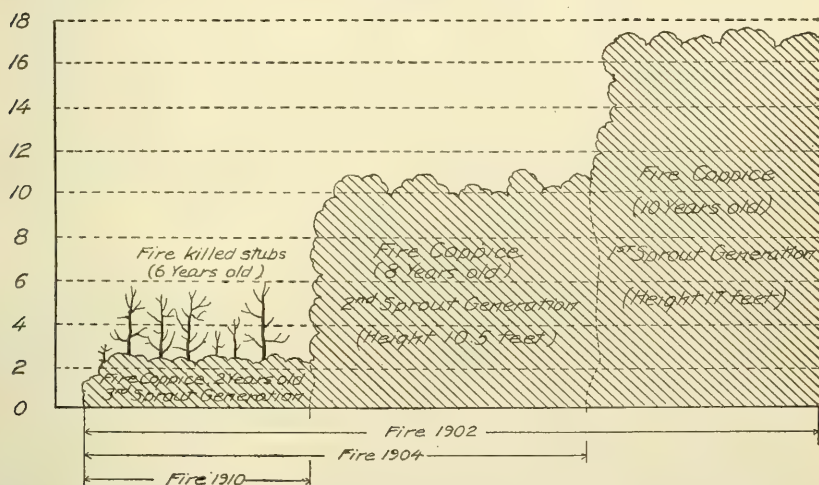 18
16
14
12
10
8
6
4
2
0
Fire killed stubs
(6 Years old)
Fire Coppice, 2 Years old
3rd Sprout Generation
Fire Coppice
(8 Years old)
2nd Sprout Generation
(Height 10.5 feet)
Fire Coppice
(10 Years old)
1st Sprout Generation
(Height 17 feet)
Fire 1902
Fire 1904
Fire 1910